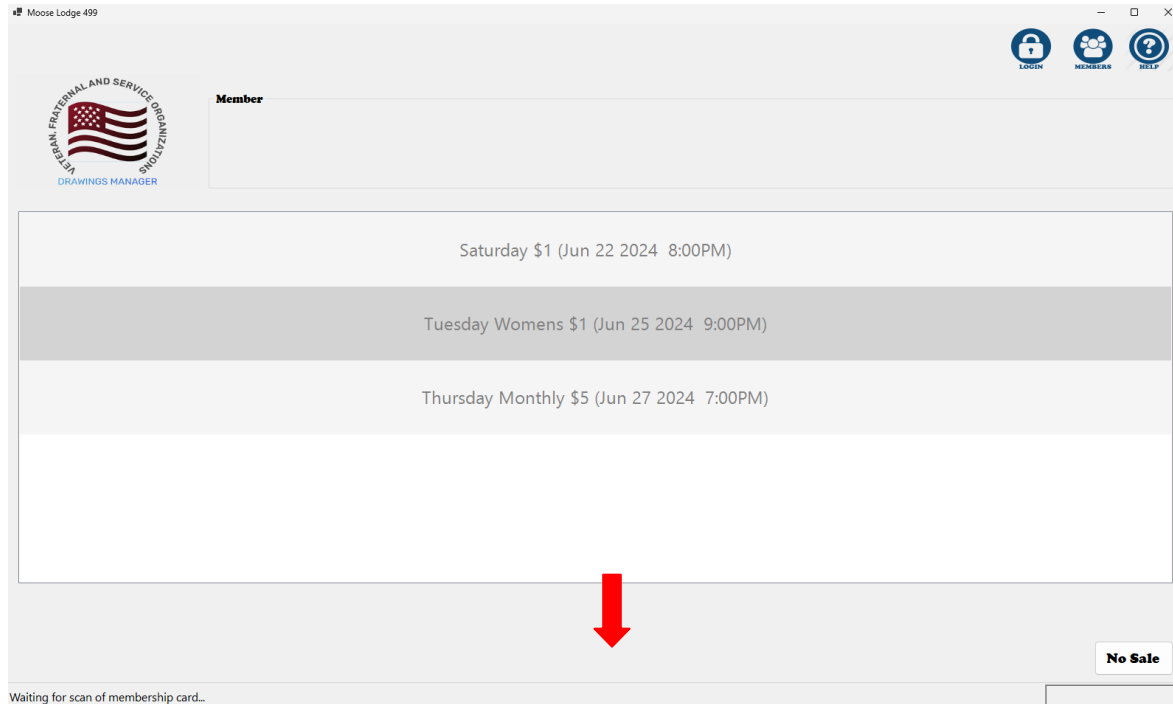 Moose Lodge 499
LOGIN
MEMBERS
HELP
VETERAN, FRATERNAL AND SERVICE ORGANIZATIONS
DRAWINGS MANAGER
Member
Saturday $1 (Jun 22 2024  8:00PM)
Tuesday Womens $1 (Jun 25 2024  9:00PM)
Thursday Monthly $5 (Jun 27 2024  7:00PM)
No Sale
Waiting for scan of membership card...